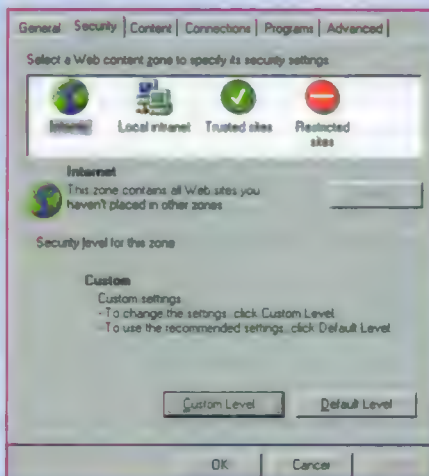 General Security Content Connections Programs Advanced
Select a Web content zone to specify its security settings
Internet Local intranet Trusted sites Restricted sites
Internet
This zone contains all Web sites you
haven't placed in other zones
Security level for this zone
Custom
Custom settings
- To change the settings, click Custom Level
- To use the recommended settings, click Default Level
Custom Level Default Level
OK Cancel